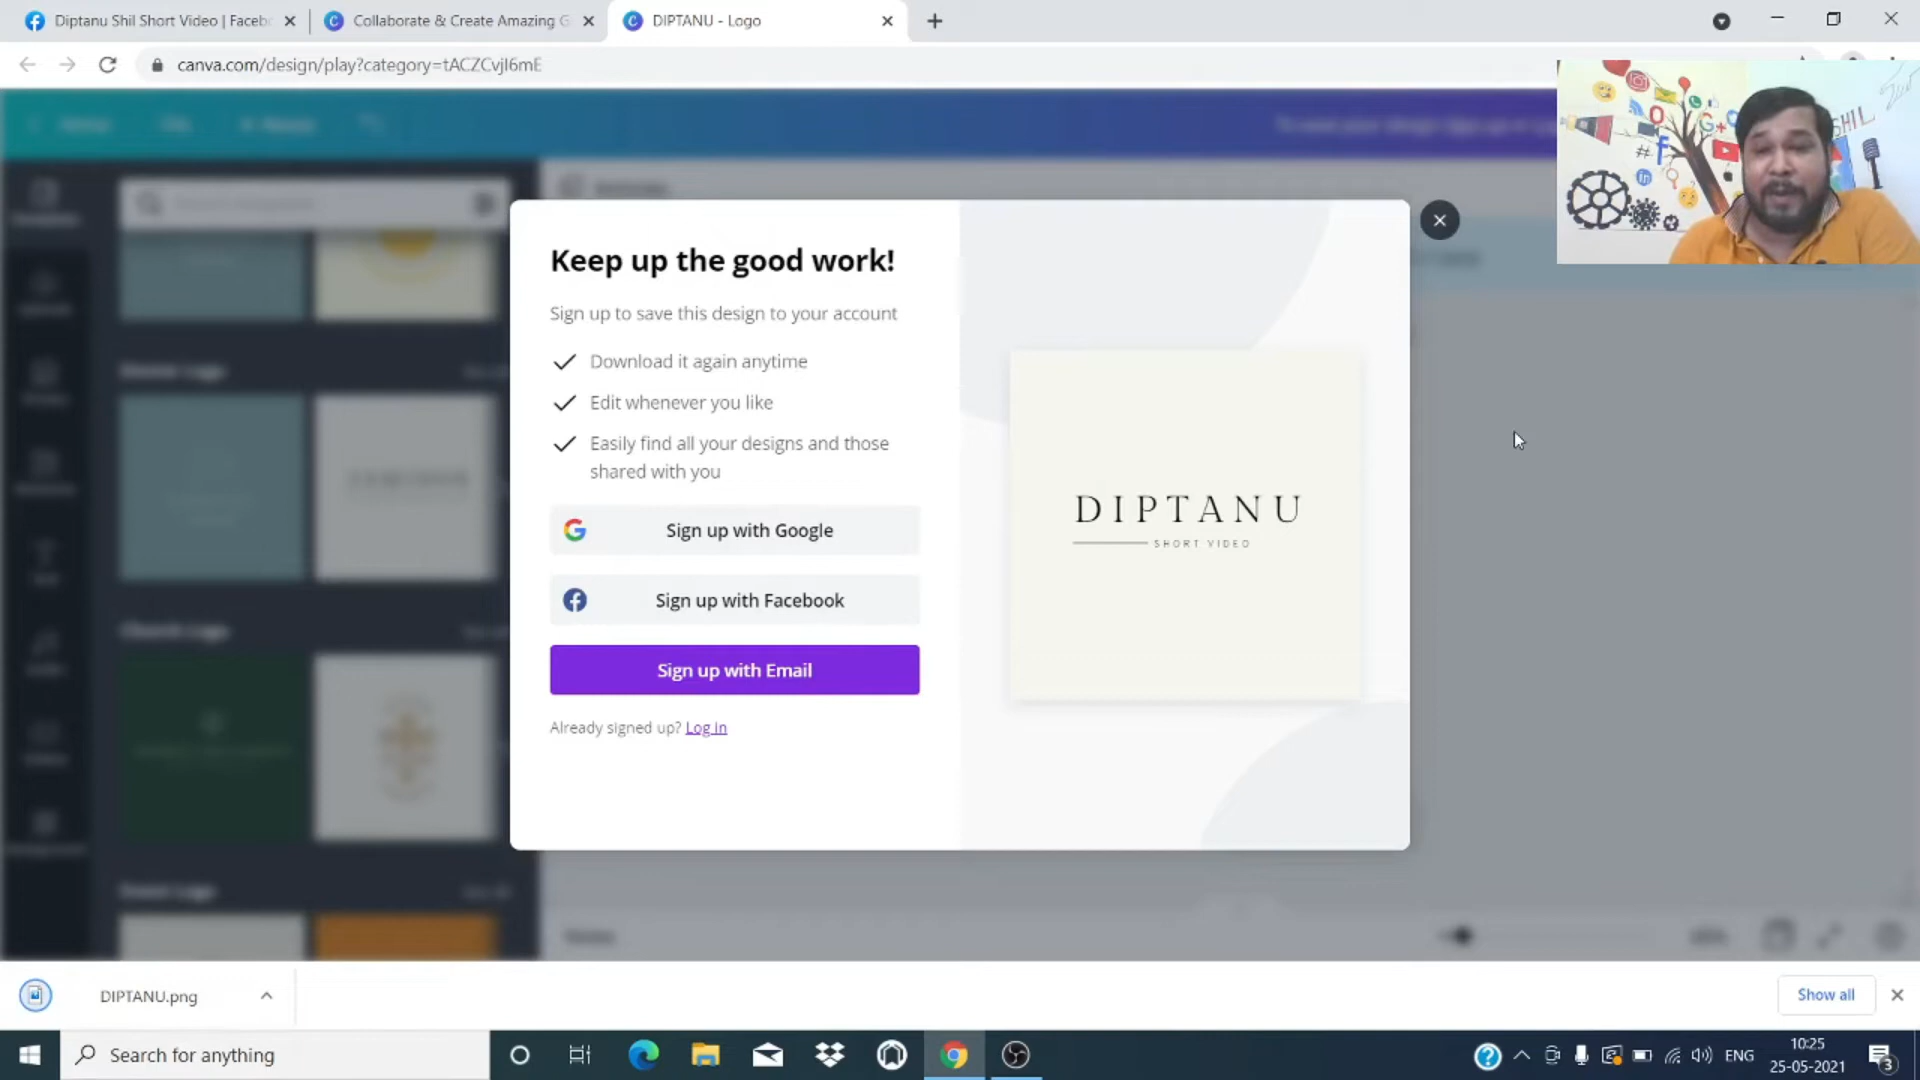 Diptanu Shil Short Video | Faceb
Collaborate & Create Amazing G
DIPTANU - Logo
canva.com/design/play?category=tACZCvjI6mE
SHIL
Keep up the good work!
Sign up to save this design to your account
Download it again anytime
Edit whenever you like
Easily find all your designs and those
shared with you
Sign up with Google
Sign up with Facebook
Sign up with Email
Already signed up? Log in
DIPTANU
SHORT VIDEO
DIPTANU.png
Show all
Search for anything
ENG
10:25
25-05-2021
3